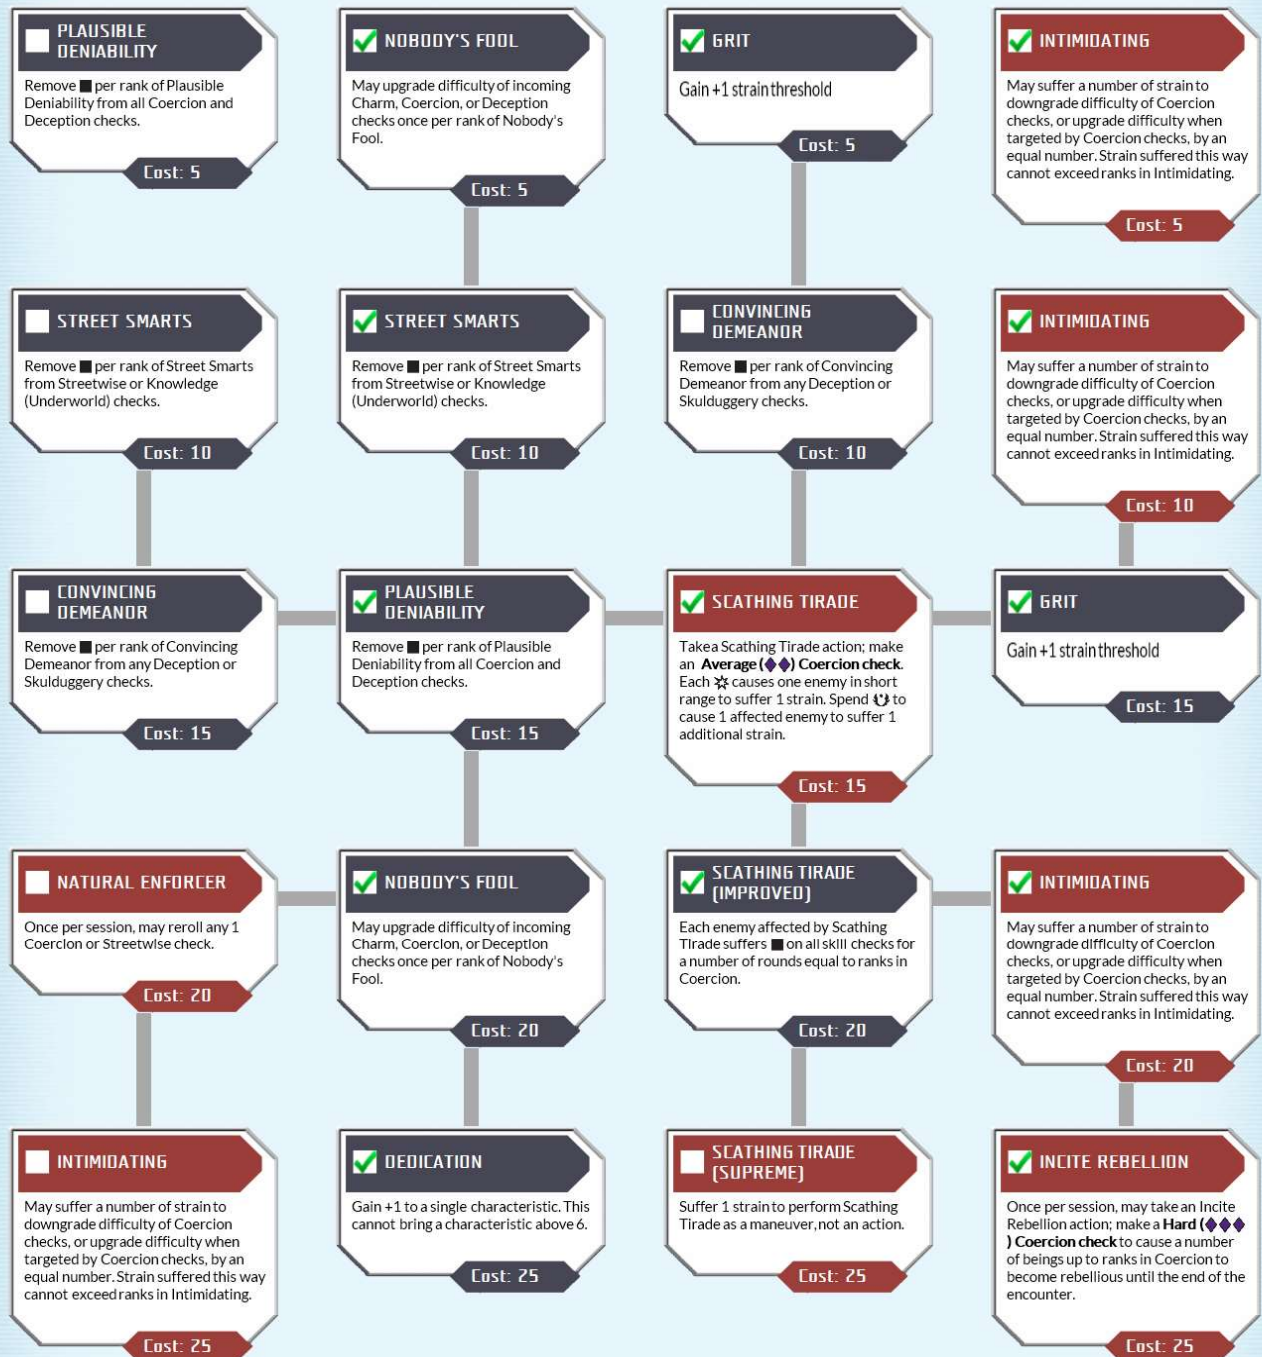 PLAUSIBLE
DENIABILITY
Remove ■ per rank of Plausible
Deniability from all Coercion and
Deception checks.
Cost: 5
NOBODY'S FOOL
May upgrade difficulty of incoming
Charm, Coercion, or Deception
checks once per rank of Nobody's
Fool.
Cost: 5
GRIT
Gain +1 strain threshold
Cost: 5
INTIMIDATING
May suffer a number of strain to
downgrade difficulty of Coercion
checks, or upgrade difficulty when
targeted by Coercion checks, by an
equal number. Strain suffered this way
cannot exceed ranks in Intimidating.
Cost: 5
STREET SMARTS
Remove ■ per rank of Street Smarts
from Streetwise or Knowledge
(Underworld) checks.
Cost: 10
STREET SMARTS
Remove ■ per rank of Street Smarts
from Streetwise or Knowledge
(Underworld) checks.
Cost: 10
CONVINCING
DEMEANOR
Remove ■ per rank of Convincing
Demeanor from any Deception or
Skulduggery checks.
Cost: 10
INTIMIDATING
May suffer a number of strain to
downgrade difficulty of Coercion
checks, or upgrade difficulty when
targeted by Coercion checks, by an
equal number. Strain suffered this way
cannot exceed ranks in Intimidating.
Cost: 10
CONVINCING
DEMEANOR
Remove ■ per rank of Convincing
Demeanor from any Deception or
Skulduggery checks.
Cost: 15
PLAUSIBLE
DENIABILITY
Remove ■ per rank of Plausible
Deniability from all Coercion and
Deception checks.
Cost: 15
SCATHING TIRADE
Takea Scathing Tirade action; make
an Average (◆◆) Coercion check.
Each causes one enemy in short
range to suffer 1 strain. Spend to
cause 1 affected enemy to suffer 1
additional strain.
Cost: 15
GRIT
Gain +1 strain threshold
Cost: 15
NATURAL ENFORCER
Once per session, may reroll any 1
Coercion or Streetwise check.
Cost: 20
NOBODY'S FOOL
May upgrade difficulty of incoming
Charm, Coercion, or Deception
checks once per rank of Nobody's
Fool.
Cost: 20
SCATHING TIRADE
(IMPROVED)
Each enemy affected by Scathing
Tirade suffers ■ on all skill checks for
a number of rounds equal to ranks in
Coercion.
Cost: 20
INTIMIDATING
May suffer a number of strain to
downgrade difficulty of Coercion
checks, or upgrade difficulty when
targeted by Coercion checks, by an
equal number. Strain suffered this way
cannot exceed ranks in Intimidating.
Cost: 20
INTIMIDATING
May suffer a number of strain to
downgrade difficulty of Coercion
checks, or upgrade difficulty when
targeted by Coercion checks, by an
equal number. Strain suffered this way
cannot exceed ranks in Intimidating.
Cost: 25
DEDICATION
Gain +1 to a single characteristic. This
cannot bring a characteristic above 6.
Cost: 25
SCATHING TIRADE
(SUPREME)
Suffer 1 strain to perform Scathing
Tirade as a maneuver, not an action.
Cost: 25
INCITE REBELLION
Once per session, may take an Incite
Rebellion action; make a Hard (◆◆◆
) Coercion check to cause a number
of beings up to ranks in Coercion to
become rebellious until the end of the
encounter.
Cost: 25